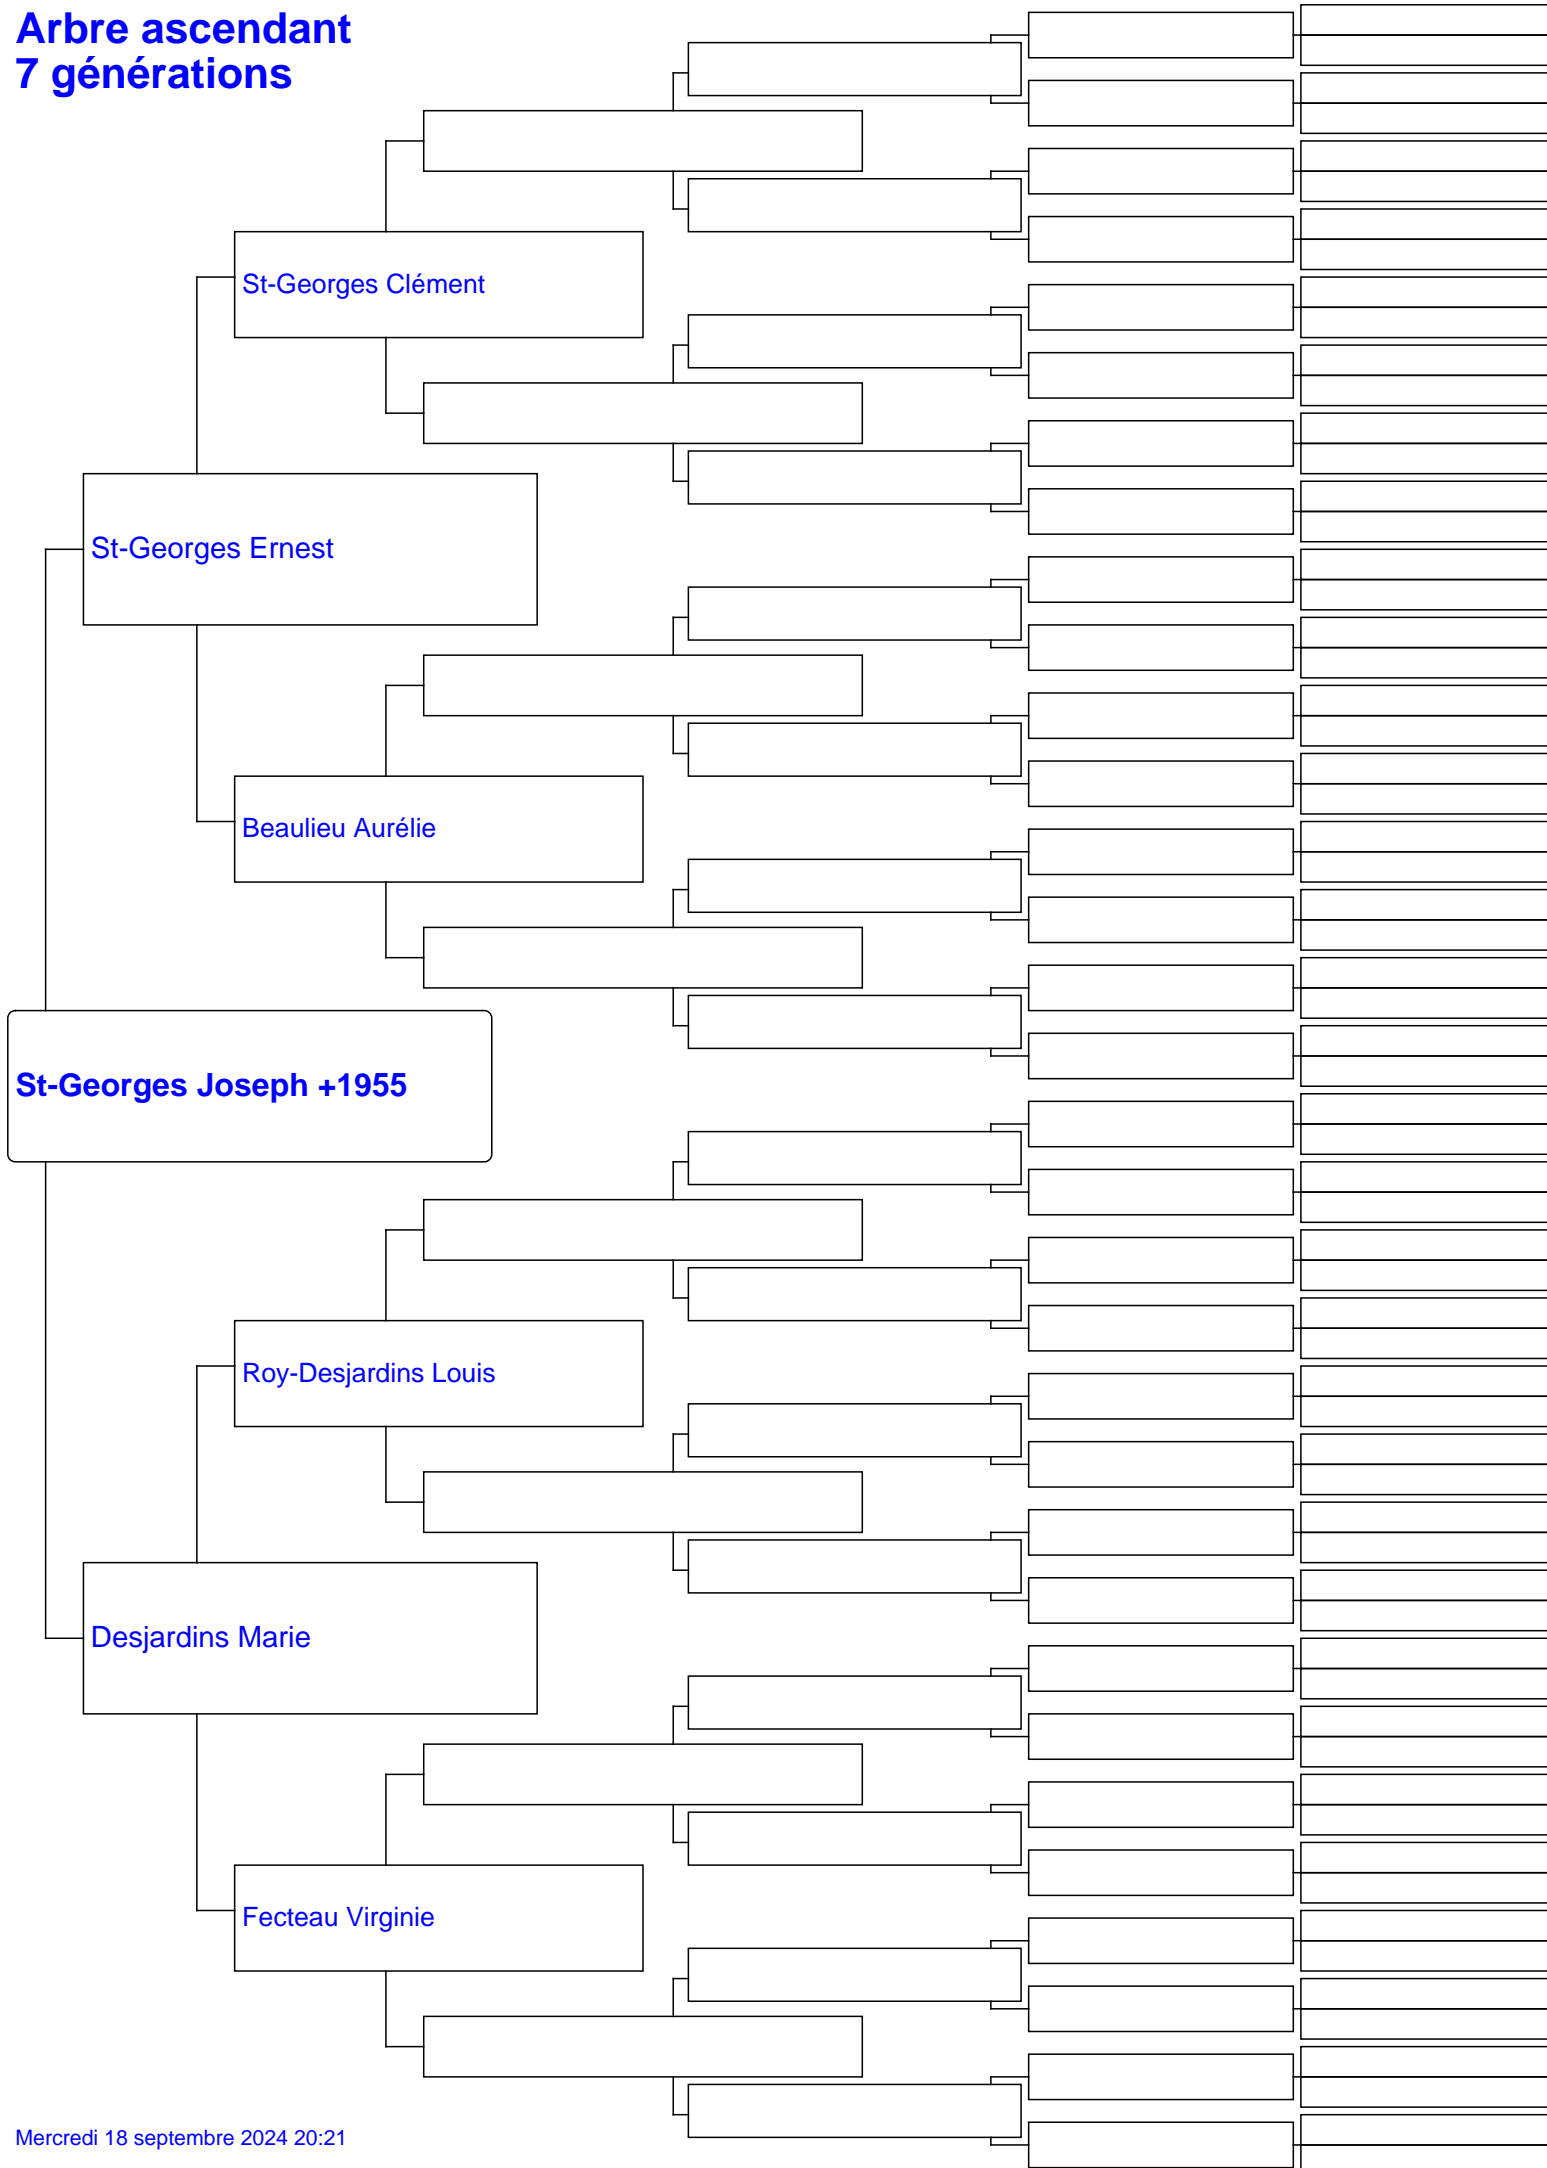 Arbre ascendant
7 générations
St-Georges Clément
St-Georges Ernest
Beaulieu Aurélie
St-Georges Joseph +1955
Roy-Desjardins Louis
Desjardins Marie
Fecteau Virginie
Mercredi 18 septembre 2024 20:21